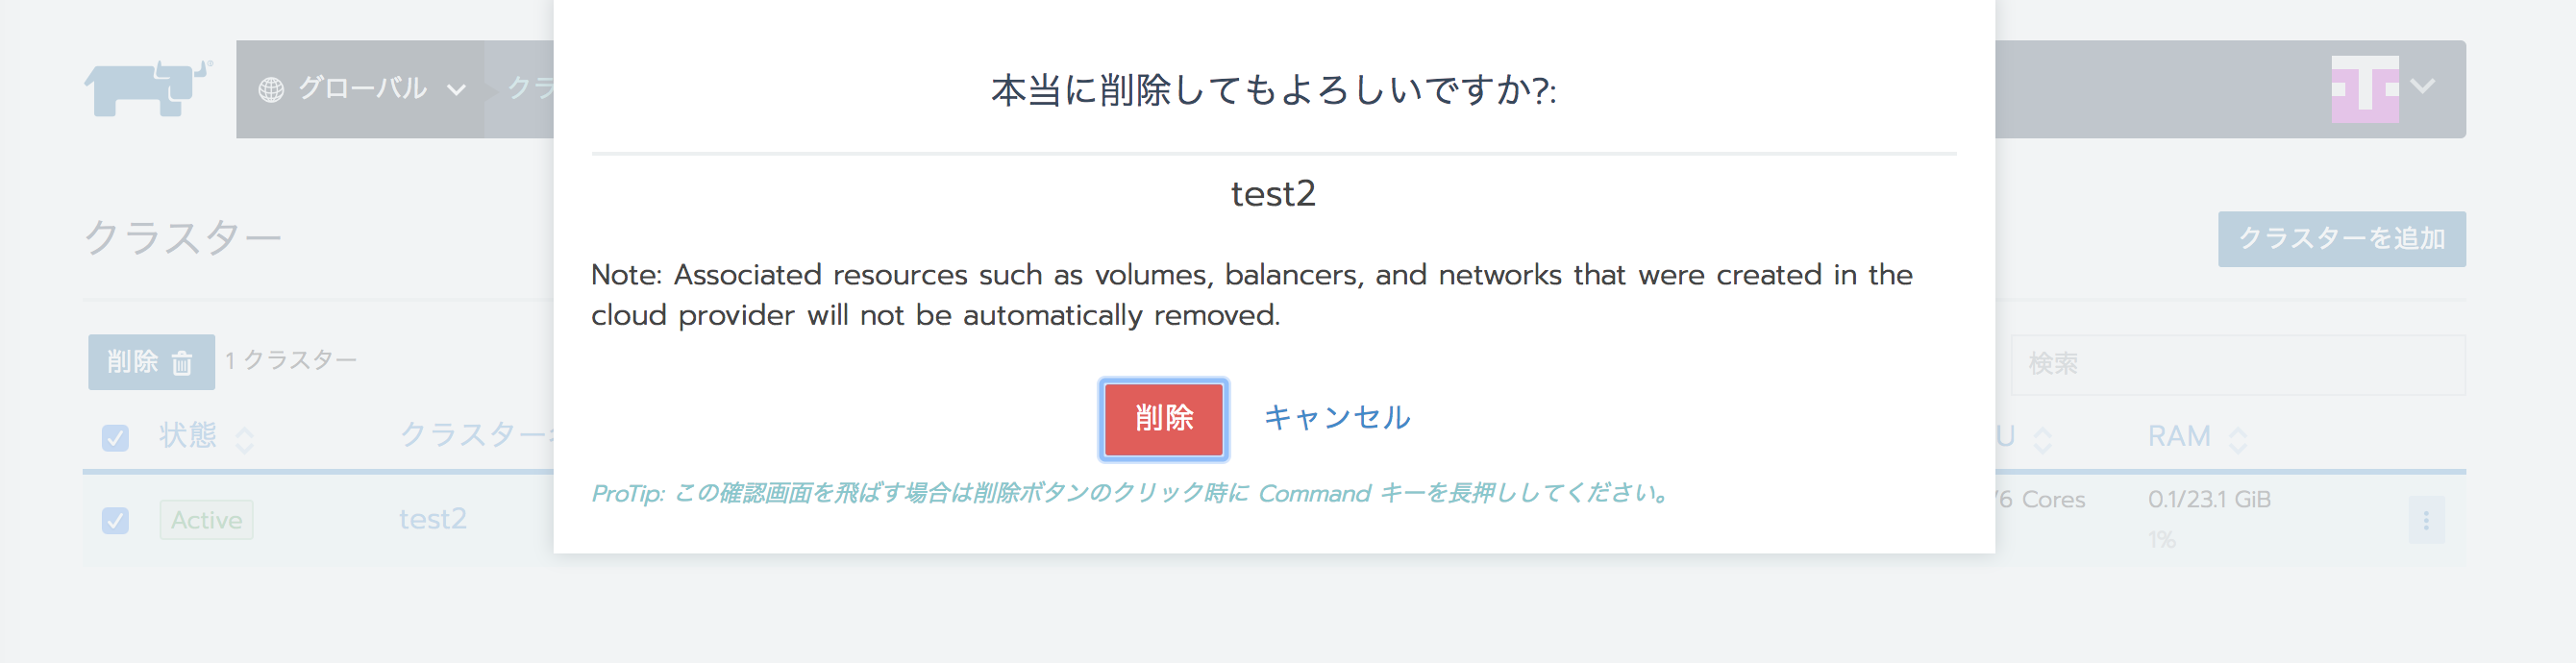 グローバル
クラ
本当に削除してもよろしいですか?:
test2
クラスター
クラスターを追加
Note: Associated resources such as volumes, balancers, and networks that were created in the
cloud provider will not be automatically removed.
削除 1 クラスター
検索
削除 キャンセル
状態 クラスター U RAM
ProTip: この確認画面を飛ばす場合は削除ボタンのクリック時に Command キーを長押ししてください。
Active test2 /6 Cores 0.1/23.1 GiB
1%